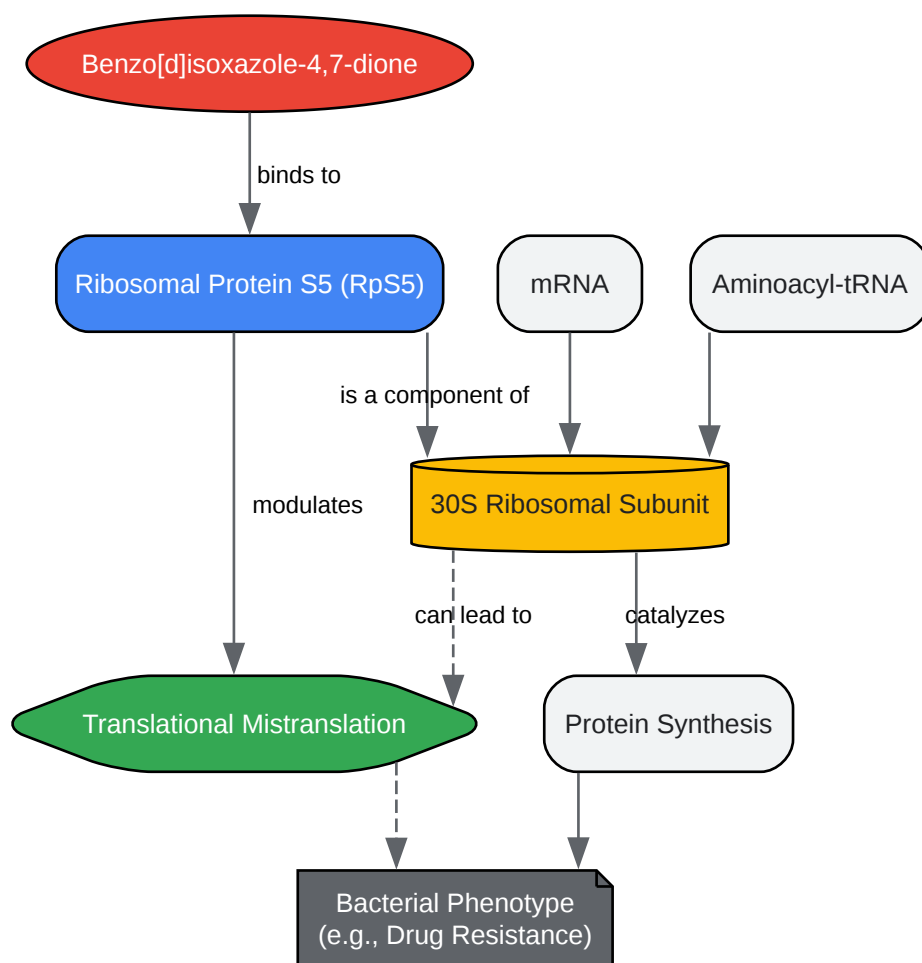 Benzo[d]isoxazole-4,7-dione
binds to
Ribosomal Protein S5 (RpS5)
mRNA
Aminoacyl-tRNA
is a component of
30S Ribosomal Subunit
modulates
can lead to
catalyzes
Translational Mistranslation
Protein Synthesis
Bacterial Phenotype
(e.g., Drug Resistance)